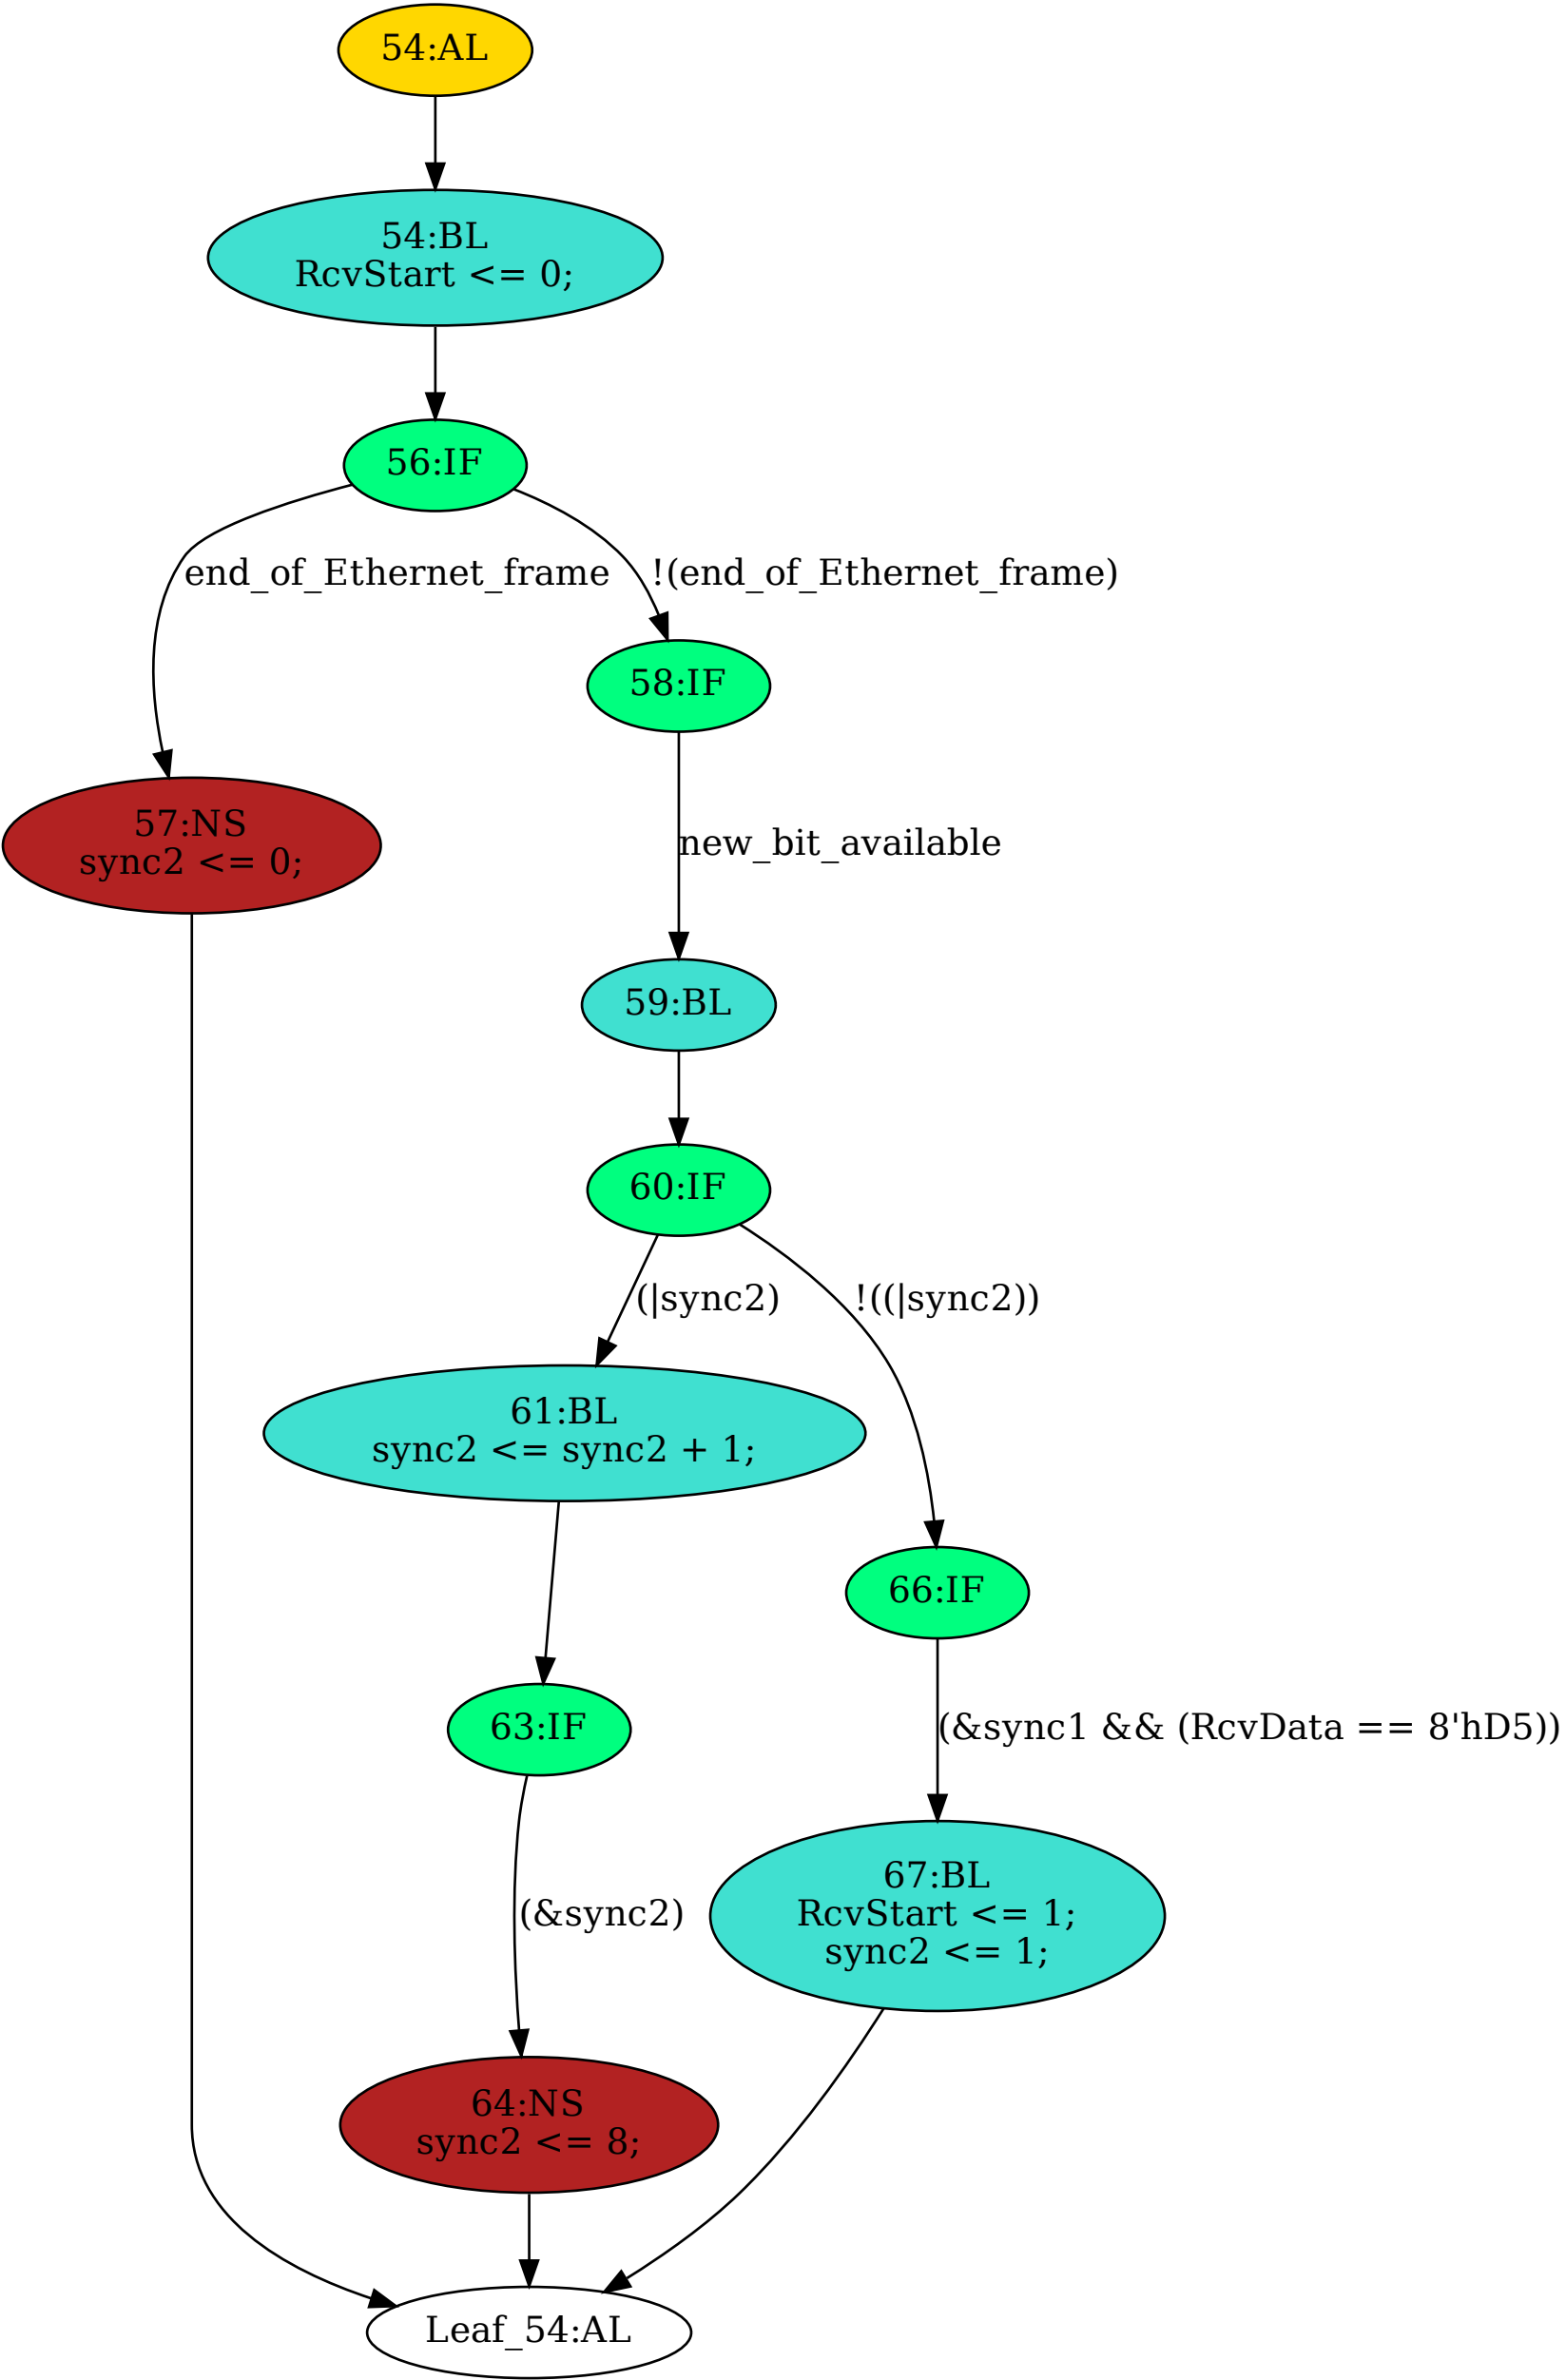 54:AL
54:BL
RcvStart <= 0;
56:IF
end_of_Ethernet_frame
!(end_of_Ethernet_frame)
58:IF
57:NS
sync2 <= 0;
new_bit_available
59:BL
60:IF
(|sync2)
!((|sync2))
61:BL
sync2 <= sync2 + 1;
66:IF
63:IF
(&sync1 && (RcvData == 8'hD5))
67:BL
RcvStart <= 1;
sync2 <= 1;
(&sync2)
64:NS
sync2 <= 8;
Leaf_54:AL